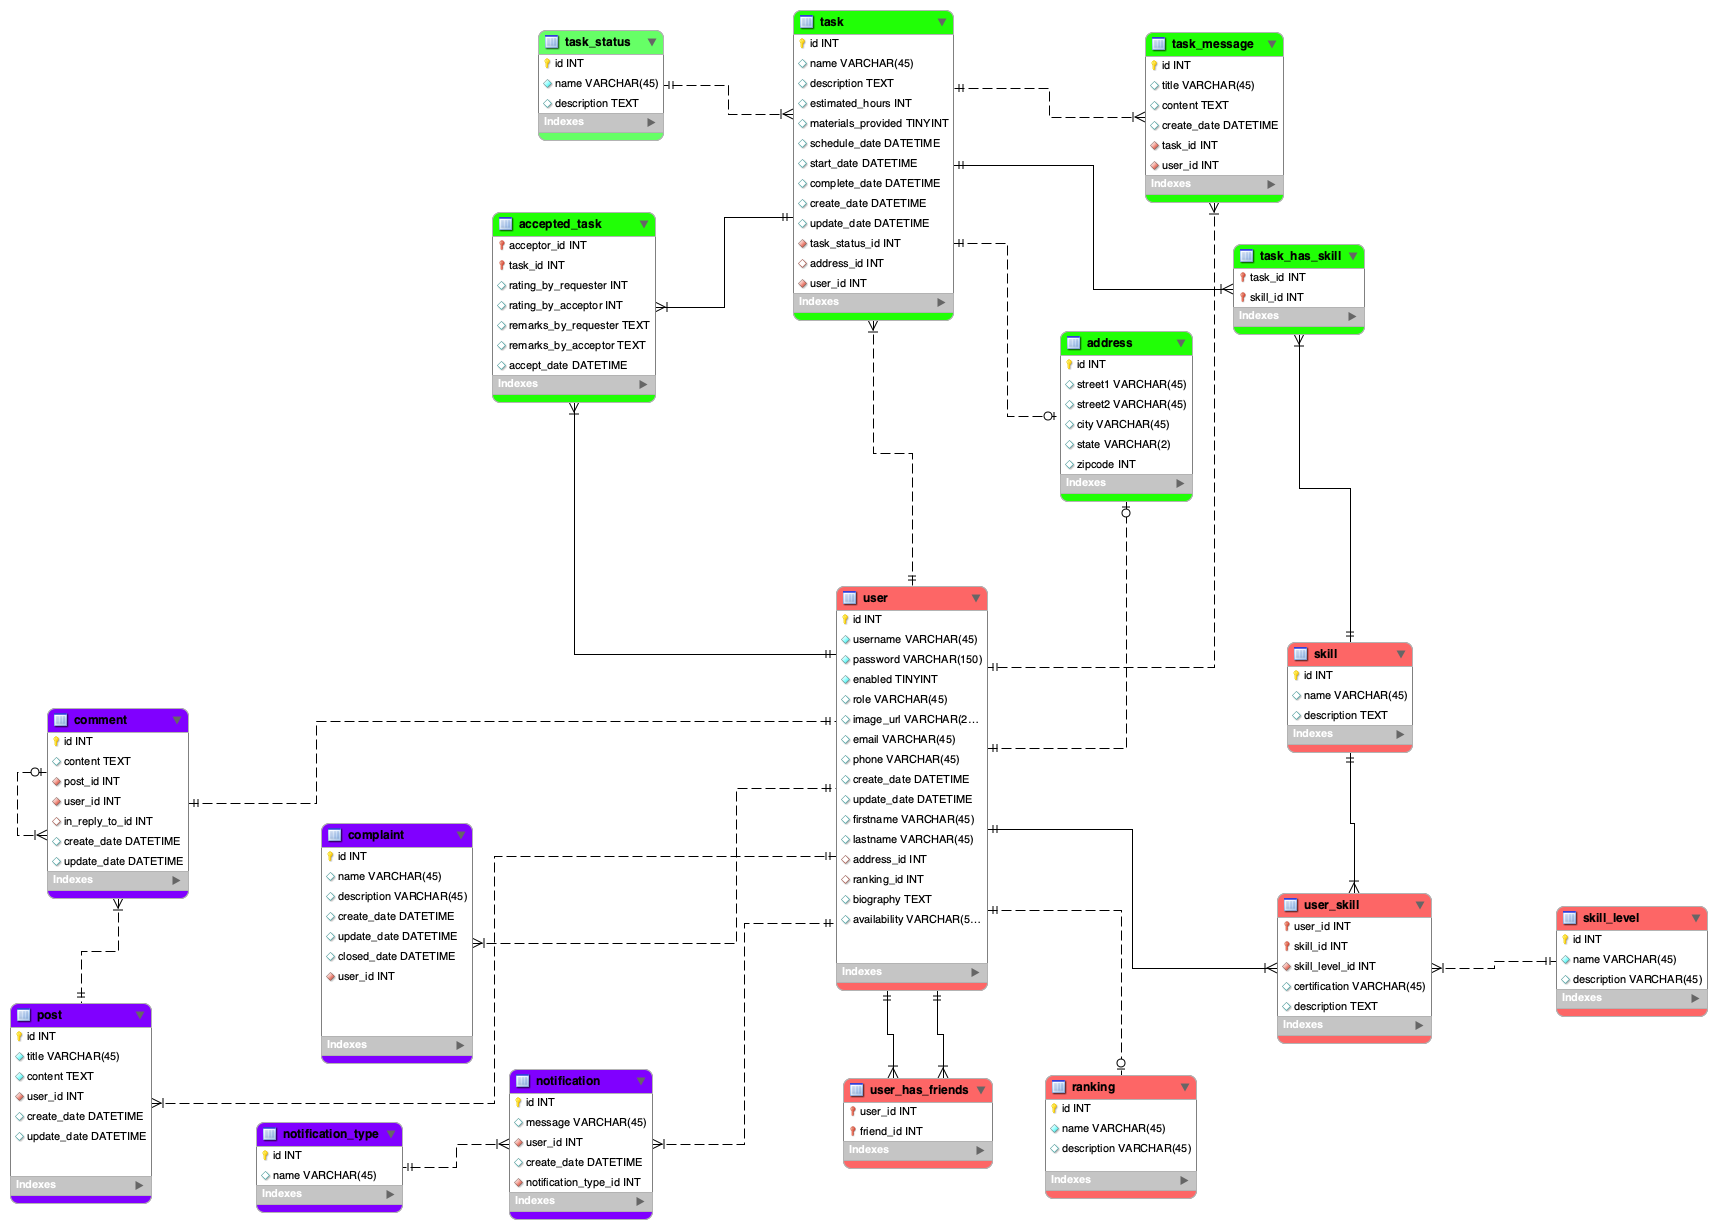 task
id INT
name VARCHAR(45)
description TEXT
estimated_hours INT
materials_provided TINYINT
schedule_date DATETIME
start_date DATETIME
complete_date DATETIME
create_date DATETIME
update_date DATETIME
task_status_id INT
address_id INT
user_id INT
Indexes
task_status
id INT
name VARCHAR(45)
description TEXT
Indexes
task_message
id INT
title VARCHAR(45)
content TEXT
create_date DATETIME
task_id INT
user_id INT
Indexes
accepted_task
acceptor_id INT
task_id INT
rating_by_requester INT
rating_by_acceptor INT
remarks_by_requester TEXT
remarks_by_acceptor TEXT
accept_date DATETIME
Indexes
task_has_skill
task_id INT
skill_id INT
Indexes
address
id INT
street1 VARCHAR(45)
street2 VARCHAR(45)
city VARCHAR(45)
state VARCHAR(2)
zipcode INT
Indexes
user
id INT
username VARCHAR(45)
password VARCHAR(150)
enabled TINYINT
role VARCHAR(45)
image_url VARCHAR(2...
email VARCHAR(45)
phone VARCHAR(45)
create_date DATETIME
update_date DATETIME
firstname VARCHAR(45)
lastname VARCHAR(45)
address_id INT
ranking_id INT
biography TEXT
availability VARCHAR(5...
Indexes
skill
id INT
name VARCHAR(45)
description TEXT
Indexes
comment
id INT
content TEXT
post_id INT
user_id INT
in_reply_to_id INT
create_date DATETIME
update_date DATETIME
Indexes
complaint
id INT
name VARCHAR(45)
description VARCHAR(45)
create_date DATETIME
update_date DATETIME
closed_date DATETIME
user_id INT
Indexes
user_skill
user_id INT
skill_id INT
skill_level_id INT
certification VARCHAR(45)
description TEXT
Indexes
skill_level
id INT
name VARCHAR(45)
description VARCHAR(45)
Indexes
post
id INT
title VARCHAR(45)
content TEXT
user_id INT
create_date DATETIME
update_date DATETIME
Indexes
notification_type
id INT
name VARCHAR(45)
Indexes
notification
id INT
message VARCHAR(45)
user_id INT
create_date DATETIME
notification_type_id INT
Indexes
user_has_friends
user_id INT
friend_id INT
Indexes
ranking
id INT
name VARCHAR(45)
description VARCHAR(45)
Indexes